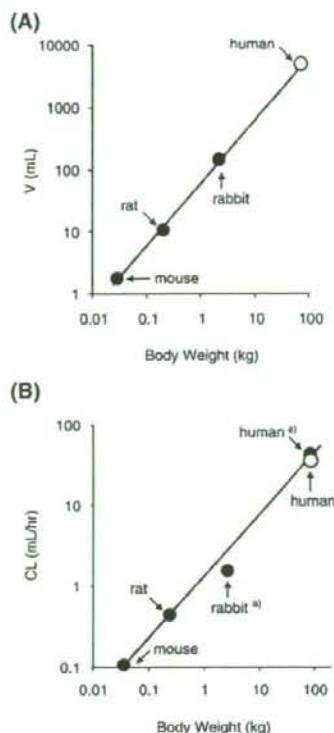 (A)
10000
1000
100
10
1
V (mL)
human
rabbit
rat
mouse
0.01 0.1 1 10 100
Body Weight (kg)
(B)
100
10
1
0.1
CL (mL/hr)
human a)
human
rat
rabbit a)
mouse
0.01 0.1 1 10 100
Body Weight (kg)